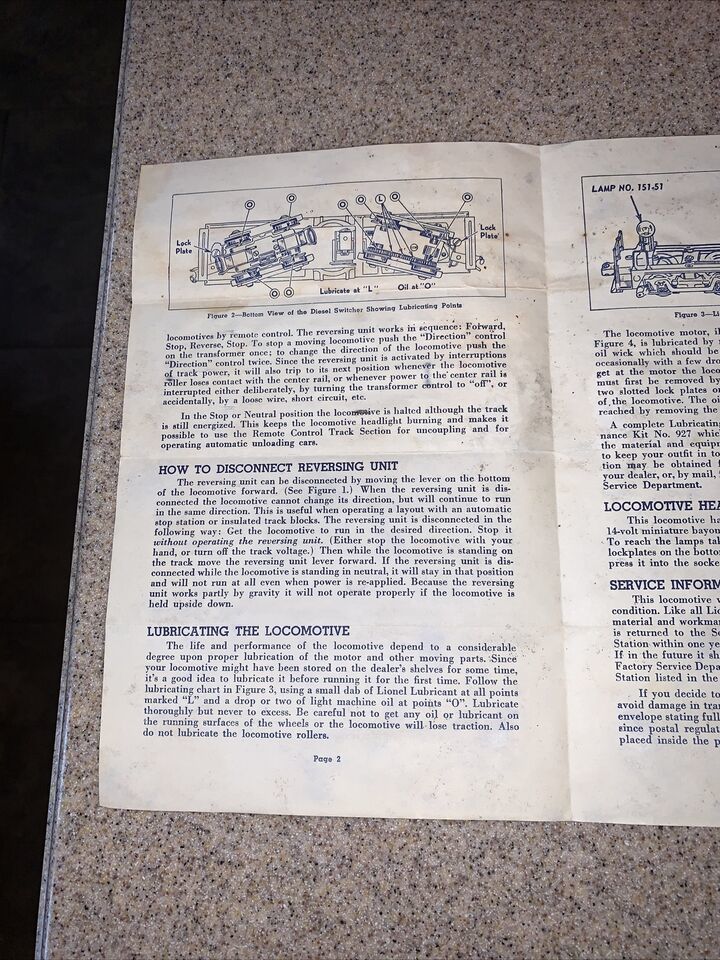 Lock
Plate
L
Lock
Plate
Lubricate at "L" Oil at "O"
Figure 2—Bottom View of the Diesel Switcher Showing Lubricating Points
locomotives by remote control. The reversing unit works in sequence: Forward,
Stop, Reverse, Stop. To stop a moving locomotive push the "Direction" control
on the transformer once; to change the direction of the locomotive push the
"Direction" control twice. Since the reversing unit is activated by interruptions
of track power, it will also trip to its next position whenever the locomotive
roller loses contact with the center rail, or whenever power to the center rail is
interrupted either deliberately, by turning the transformer control to "off", or
accidentally, by a loose wire, short circuit, etc.
In the Stop or Neutral position the locomotive is halted although the track
is still energized. This keeps the locomotive headlight burning and makes it
possible to use the Remote Control Track Section for uncoupling and for
operating automatic unloading cars.
HOW TO DISCONNECT REVERSING UNIT
The reversing unit can be disconnected by moving the lever on the bottom
of the locomotive forward. (See Figure 1.) When the reversing unit is dis-
connected the locomotive cannot change its direction, but will continue to run
in the same direction. This is useful when operating a layout with an automatic
stop station or insulated track blocks. The reversing unit is disconnected in the
following way: Get the locomotive to run in the desired direction. Stop it
without operating the reversing unit. (Either stop the locomotive with your
hand, or turn off the track voltage.) Then while the locomotive is standing on
the track move the reversing unit lever forward. If the reversing unit is dis-
connected while the locomotive is standing in neutral, it will stay in that position
and will not run at all even when power is re-applied. Because the reversing
unit works partly by gravity it will not operate properly if the locomotive is
held upside down.
LUBRICATING THE LOCOMOTIVE
The life and performance of the locomotive depend to a considerable
degree upon proper lubrication of the motor and other moving parts. Since
your locomotive might have been stored on the dealer's shelves for some time,
it's a good idea to lubricate it before running it for the first time. Follow the
lubricating chart in Figure 3, using a small dab of Lionel Lubricant at all points
marked "L" and a drop or two of light machine oil at points "O". Lubricate
thoroughly but never to excess. Be careful not to get any oil or lubricant on
the running surfaces of the wheels or the locomotive will lose traction. Also
do not lubricate the locomotive rollers.
Page 2
LAMP NO. 151-51
Figure 3—Li
The locomotive motor, i
Figure 4, is lubricated by
oil wick which should be
occasionally with a few dro
get at the motor the loco
must first be removed by
two slotted lock plates o
of the locomotive. The oi
reached by removing the
A complete Lubricating
nance Kit No. 927 whic
the material and equipm
to keep your outfit in to
tion may be obtained f
your dealer, or, by mail,
Service Department.
LOCOMOTIVE HEA
This locomotive ha
14-volt miniature bayon
To reach the lamps tak
lockplates on the bottom
press it into the socke
SERVICE INFORM
This locomotive w
condition. Like all Lio
material and workman
is returned to the Se
Station within one ye
If in the future it sh
Factory Service Depar
Station listed in the
If you decide to
avoid damage in tran
envelope stating full
since postal regulat
placed inside the p